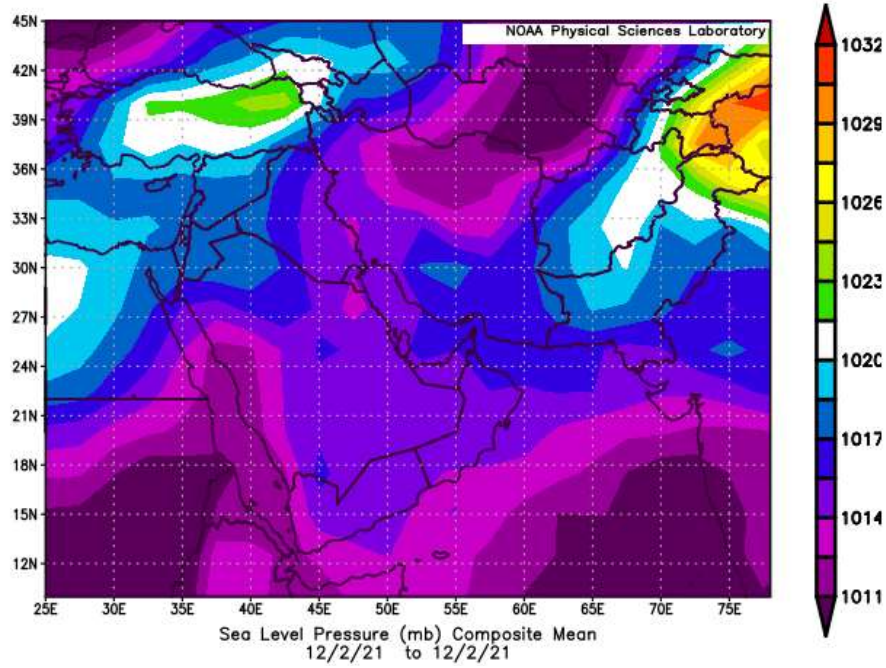 NOAA Physical Sciences Laboratory
45N
42N
39N
36N
33N
30N
27N
24N
21N
18N
15N
12N
25E 30E 35E 40E 45E 50E 55E 60E 65E 70E 75E
1032
1029
1026
1023
1020
1017
1014
1011
Sea Level Pressure (mb) Composite Mean
12/2/21 to 12/2/21